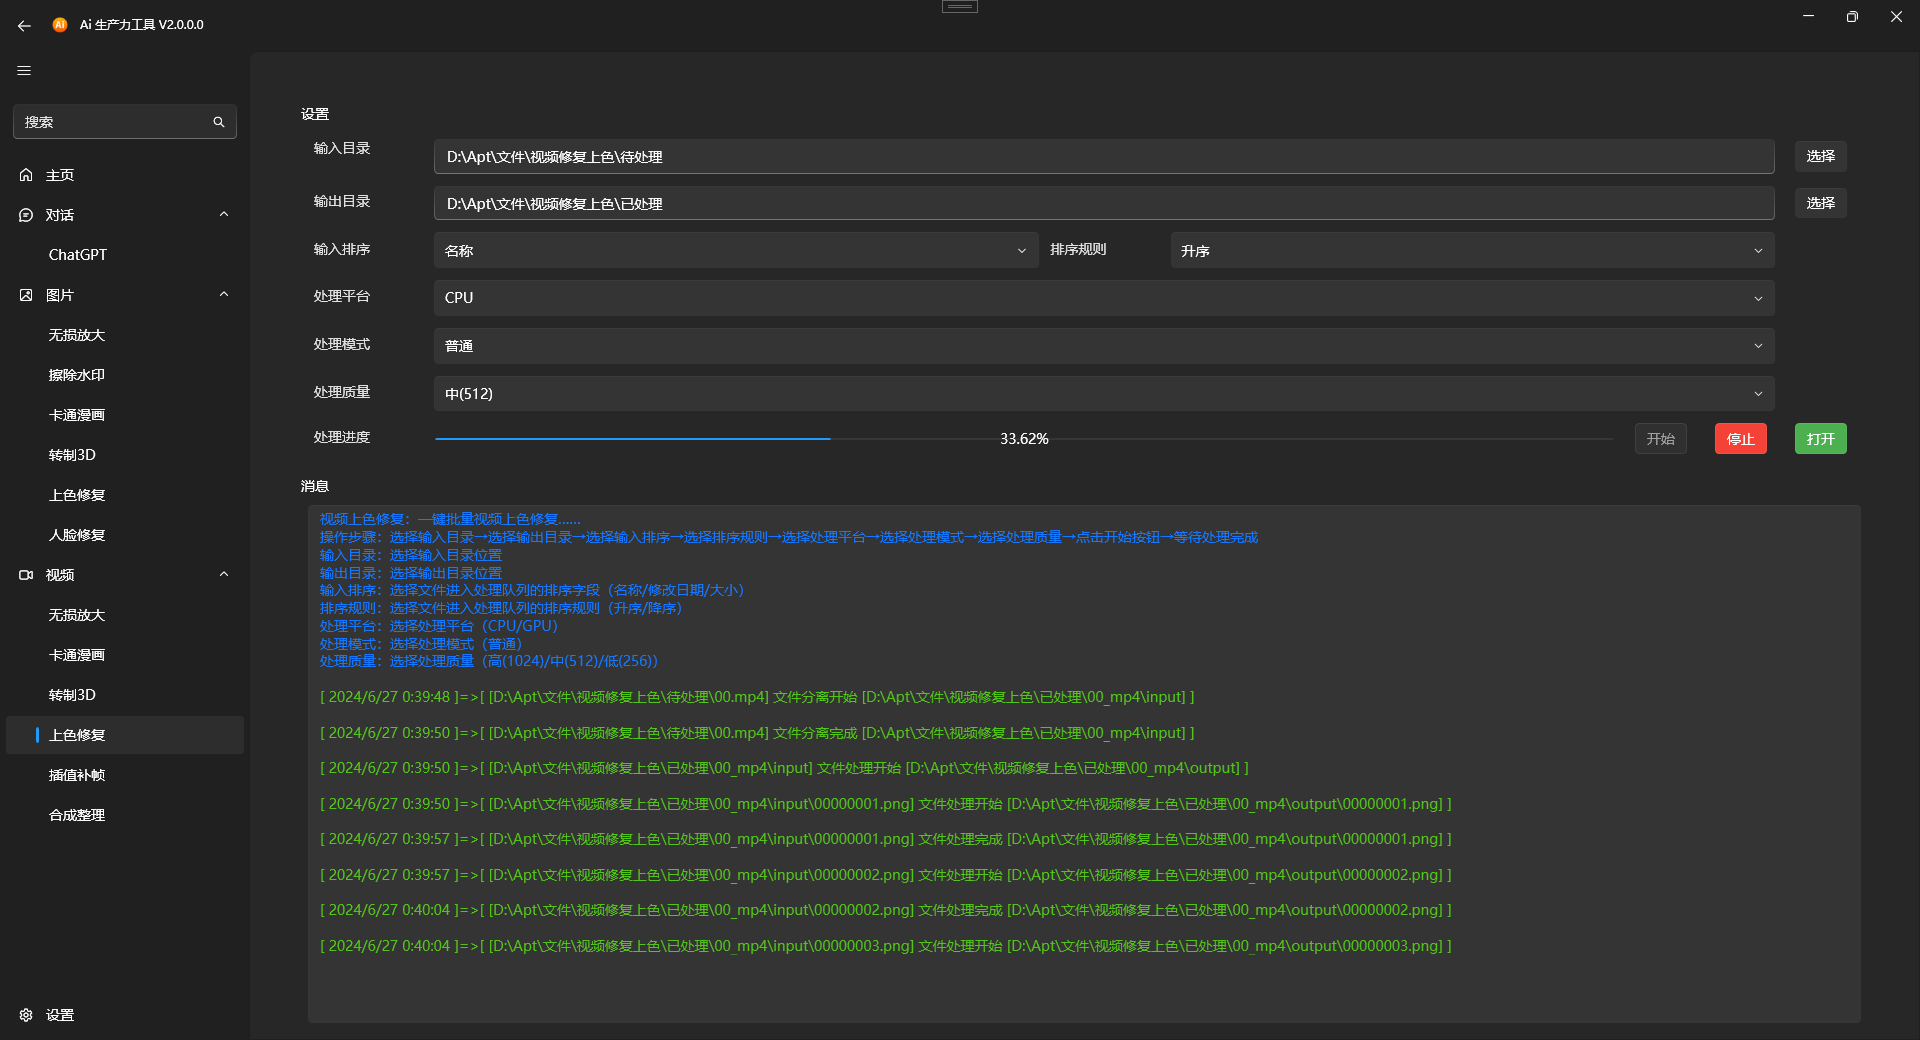 Ai 生产力工具 V2.0.0.0
搜索
主页
对话
ChatGPT
图片
无损放大
擦除水印
卡通漫画
转制3D
上色修复
人脸修复
视频
无损放大
卡通漫画
转制3D
上色修复
插值补帧
合成整理
设置
设置
输入目录 D:\Apt\文件\视频修复上色\待处理 选择
输出目录 D:\Apt\文件\视频修复上色\已处理 选择
输入排序 名称 排序规则 升序
处理平台 CPU
处理模式 普通
处理质量 中(512)
处理进度 33.62% 开始 停止 打开
消息
视频上色修复：一键批量视频上色修复......
操作步骤：选择输入目录→选择输出目录→选择输入排序→选择排序规则→选择处理平台→选择处理模式→选择处理质量→点击开始按钮→等待处理完成
输入目录：选择输入目录位置
输出目录：选择输出目录位置
输入排序：选择文件进入处理队列的排序字段（名称/修改日期/大小）
排序规则：选择文件进入处理队列的排序规则（升序/降序）
处理平台：选择处理平台（CPU/GPU）
处理模式：选择处理模式（普通）
处理质量：选择处理质量（高(1024)/中(512)/低(256)）
[ 2024/6/27 0:39:48 ]=>[ [D:\Apt\文件\视频修复上色\待处理\00.mp4] 文件分离开始 [D:\Apt\文件\视频修复上色\已处理\00_mp4\input] ]
[ 2024/6/27 0:39:50 ]=>[ [D:\Apt\文件\视频修复上色\待处理\00.mp4] 文件分离完成 [D:\Apt\文件\视频修复上色\已处理\00_mp4\input] ]
[ 2024/6/27 0:39:50 ]=>[ [D:\Apt\文件\视频修复上色\已处理\00_mp4\input] 文件处理开始 [D:\Apt\文件\视频修复上色\已处理\00_mp4\output] ]
[ 2024/6/27 0:39:50 ]=>[ [D:\Apt\文件\视频修复上色\已处理\00_mp4\input\00000001.png] 文件处理开始 [D:\Apt\文件\视频修复上色\已处理\00_mp4\output\00000001.png] ]
[ 2024/6/27 0:39:57 ]=>[ [D:\Apt\文件\视频修复上色\已处理\00_mp4\input\00000001.png] 文件处理完成 [D:\Apt\文件\视频修复上色\已处理\00_mp4\output\00000001.png] ]
[ 2024/6/27 0:39:57 ]=>[ [D:\Apt\文件\视频修复上色\已处理\00_mp4\input\00000002.png] 文件处理开始 [D:\Apt\文件\视频修复上色\已处理\00_mp4\output\00000002.png] ]
[ 2024/6/27 0:40:04 ]=>[ [D:\Apt\文件\视频修复上色\已处理\00_mp4\input\00000002.png] 文件处理完成 [D:\Apt\文件\视频修复上色\已处理\00_mp4\output\00000002.png] ]
[ 2024/6/27 0:40:04 ]=>[ [D:\Apt\文件\视频修复上色\已处理\00_mp4\input\00000003.png] 文件处理开始 [D:\Apt\文件\视频修复上色\已处理\00_mp4\output\00000003.png] ]